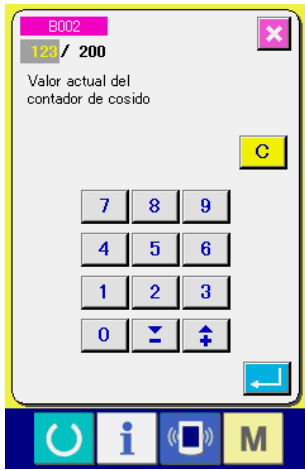 B002
123 / 200
Valor actual del
contador de cosido
C
7 8 9
4 5 6
1 2 3
0
i M